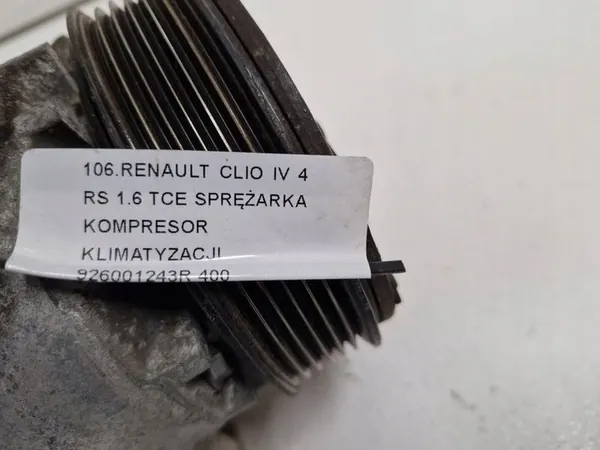 106.RENAULT CLIO IV 4
RS 1.6 TCE SPRĘŻARKA
KOMPRESOR
KLIMATYZACJI
926001243R 400